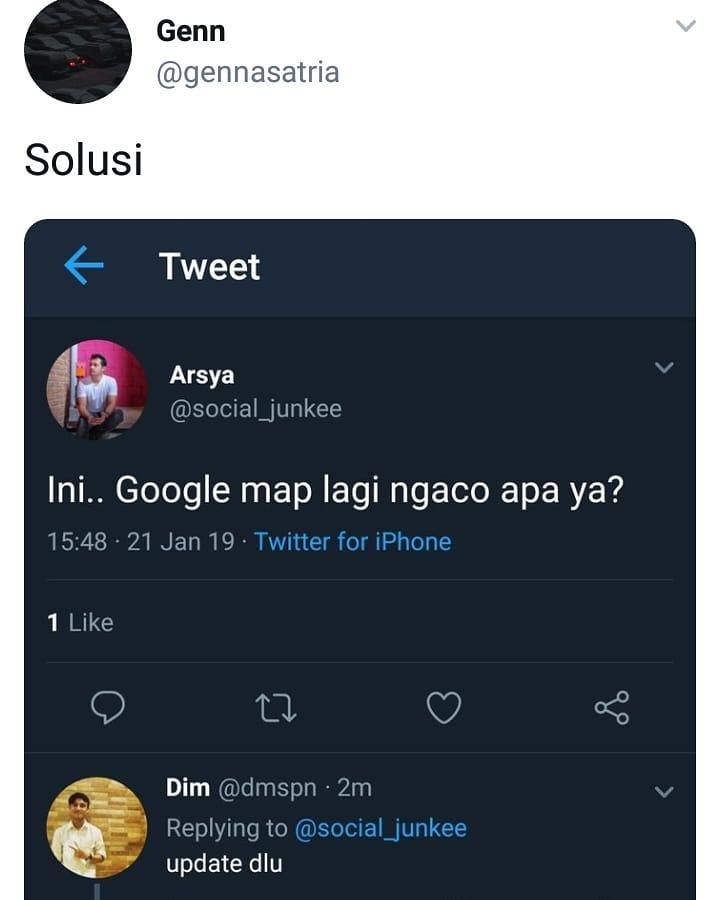 Genn
@gennasatria
Solusi
Tweet
Arsya
@social_junkee
Ini.. Google map lagi ngaco apa ya?
15:48 · 21 Jan 19 · Twitter for iPhone
1 Like
Dim @dmspn · 2m
Replying to @social_junkee
update dlu